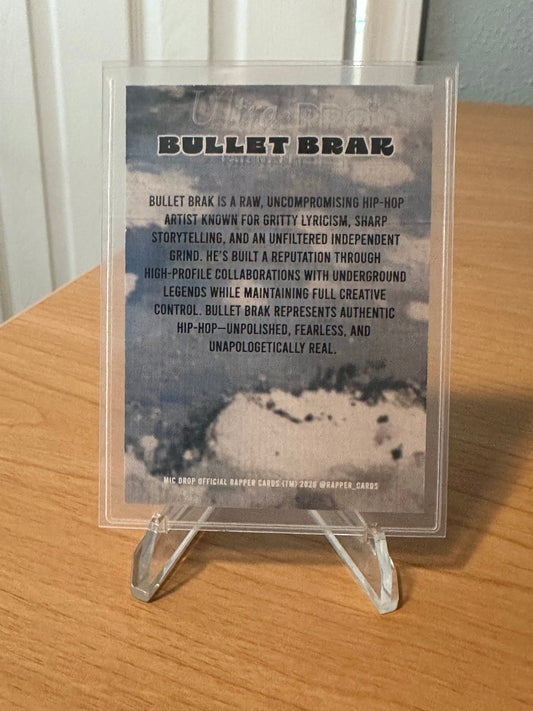 Ultra PRO
BULLET BRAK
BULLET BRAK IS A RAW, UNCOMPROMISING HIP-HOP
ARTIST KNOWN FOR GRITTY LYRICISM, SHARP
STORYTELLING, AND AN UNFILTERED INDEPENDENT
GRIND. HE'S BUILT A REPUTATION THROUGH
HIGH-PROFILE COLLABORATIONS WITH UNDERGROUND
LEGENDS WHILE MAINTAINING FULL CREATIVE
CONTROL. BULLET BRAK REPRESENTS AUTHENTIC
HIP-HOP—UNPOLISHED, FEARLESS, AND
UNAPOLOGETICALLY REAL.
MIC DROP OFFICIAL RAPPER CARDS (TM) 2026 @RAPPER_CARDS